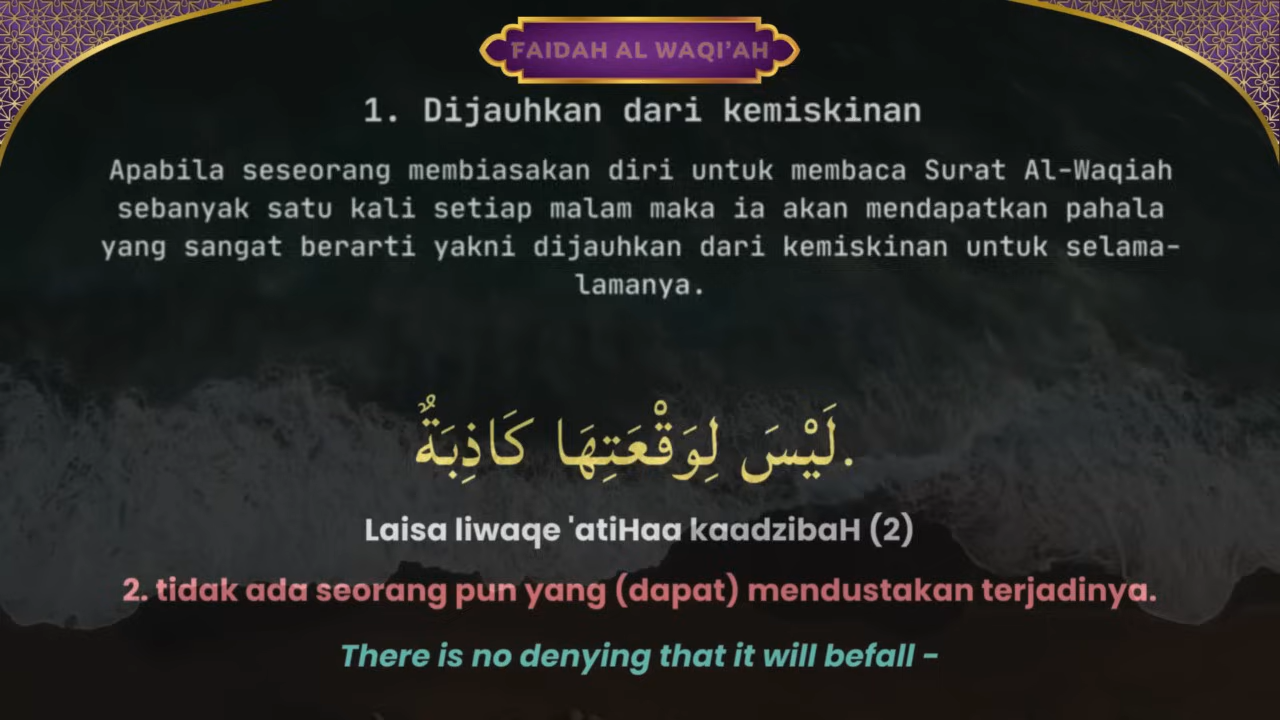 FAIDAH AL WAQI'AH
1. Dijauhkan dari kemiskinan
Apabila seseorang membiasakan diri untuk membaca Surat Al-Waqiah
sebanyak satu kali setiap malam maka ia akan mendapatkan pahala
yang sangat berarti yakni dijauhkan dari kemiskinan untuk selama-
lamanya.
لَيْسَ لِوَقْعَتِهَا كَاذِبَةٌ.
Laisa liwaqe 'atiHaa kaadzibaH (2)
2. tidak ada seorang pun yang (dapat) mendustakan terjadinya.
There is no denying that it will befall -